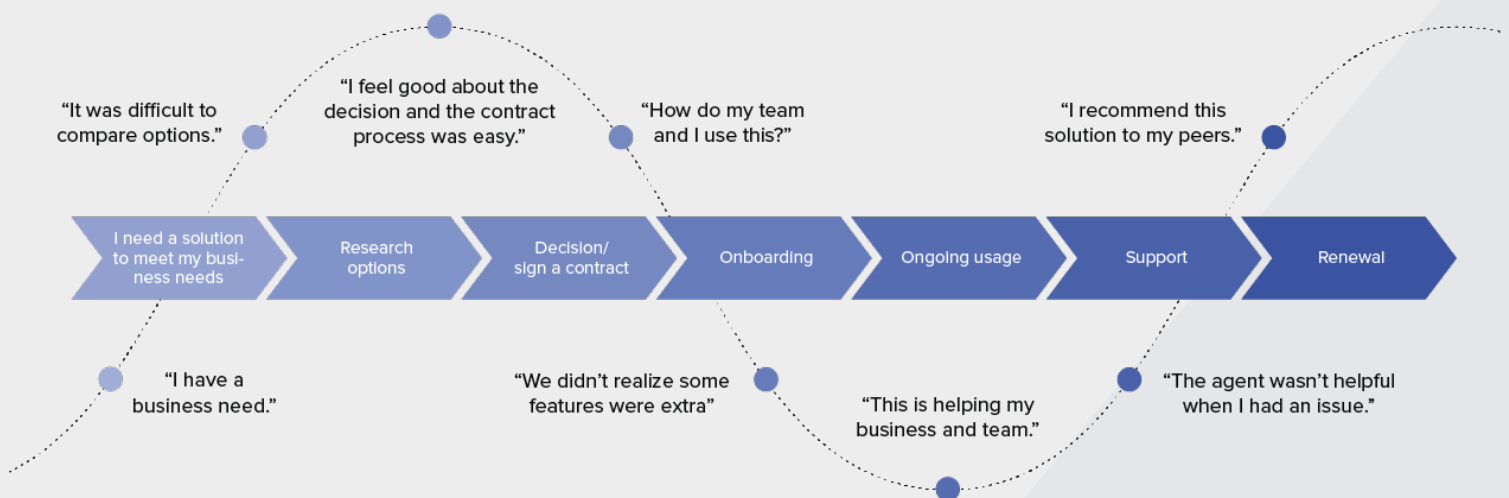 “It was difficult to
compare options.”
“I feel good about the
decision and the contract
process was easy.”
“How do my team
and I use this?”
“I recommend this
solution to my peers.”
I need a solution
to meet my busi-
ness needs
Research
options
Decision/
sign a contract
Onboarding
Ongoing usage
Support
Renewal
“I have a
business need.”
“We didn’t realize some
features were extra”
“This is helping my
business and team.”
“The agent wasn’t helpful
when I had an issue.”